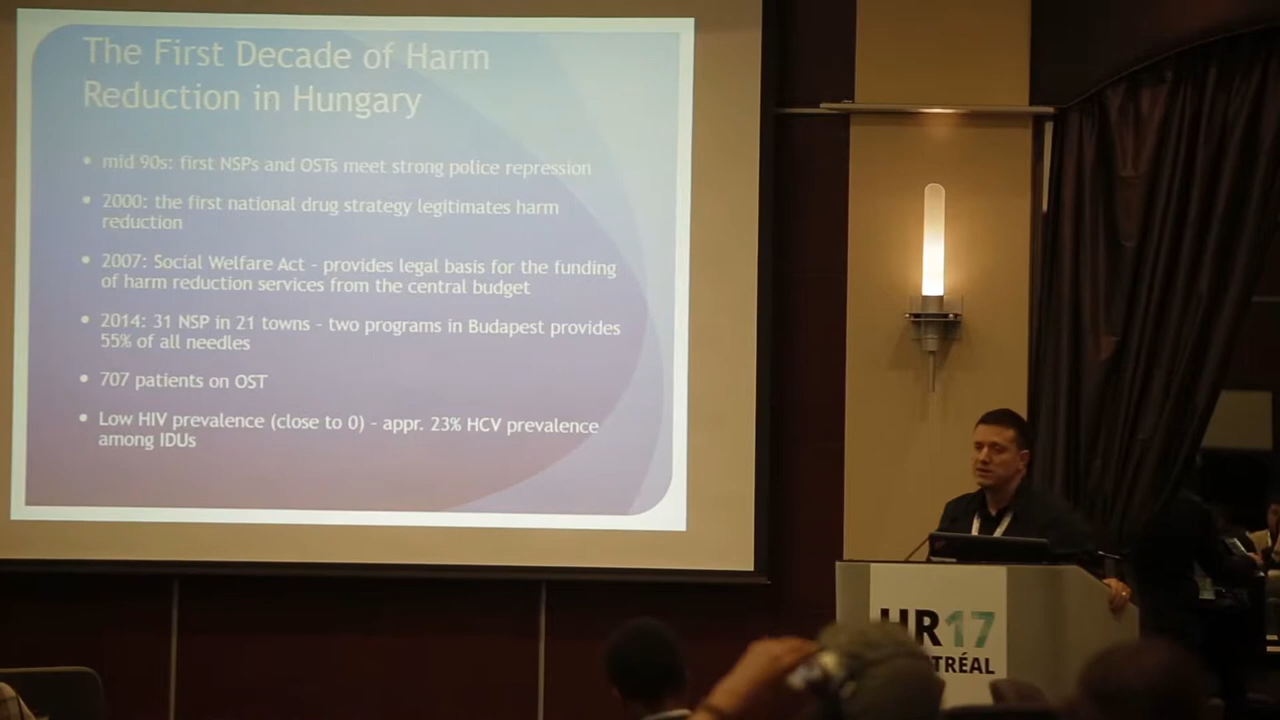 The First Decade of Harm
Reduction in Hungary
• mid 90s: first NSPs and OSTs meet strong police repression
• 2000: the first national drug strategy legitimates harm
reduction
• 2007: Social Welfare Act - provides legal basis for the funding
of harm reduction services from the central budget
• 2014: 31 NSP in 21 towns - two programs in Budapest provides
55% of all needles
• 707 patients on OST
• Low HIV prevalence (close to 0) - appr. 23% HCV prevalence
among IDUs
HR17
TRÉAL